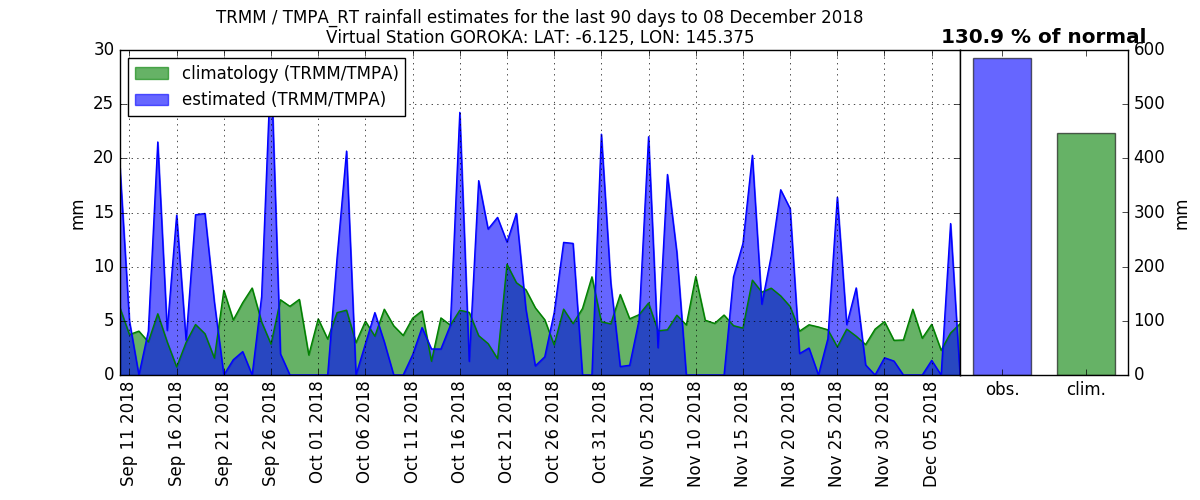 TRMM / TMPA_RT rainfall estimates for the last 90 days to 08 December 2018
Virtual Station GOROKA: LAT: -6.125, LON: 145.375
130.9 % of normal
climatology (TRMM/TMPA)
estimated (TRMM/TMPA)
30
25
20
15
10
5
0
mm
Sep 11 2018
Sep 16 2018
Sep 21 2018
Sep 26 2018
Oct 01 2018
Oct 06 2018
Oct 11 2018
Oct 16 2018
Oct 21 2018
Oct 26 2018
Oct 31 2018
Nov 05 2018
Nov 10 2018
Nov 15 2018
Nov 20 2018
Nov 25 2018
Nov 30 2018
Dec 05 2018
obs.
clim.
600
500
400
300
200
100
0
mm